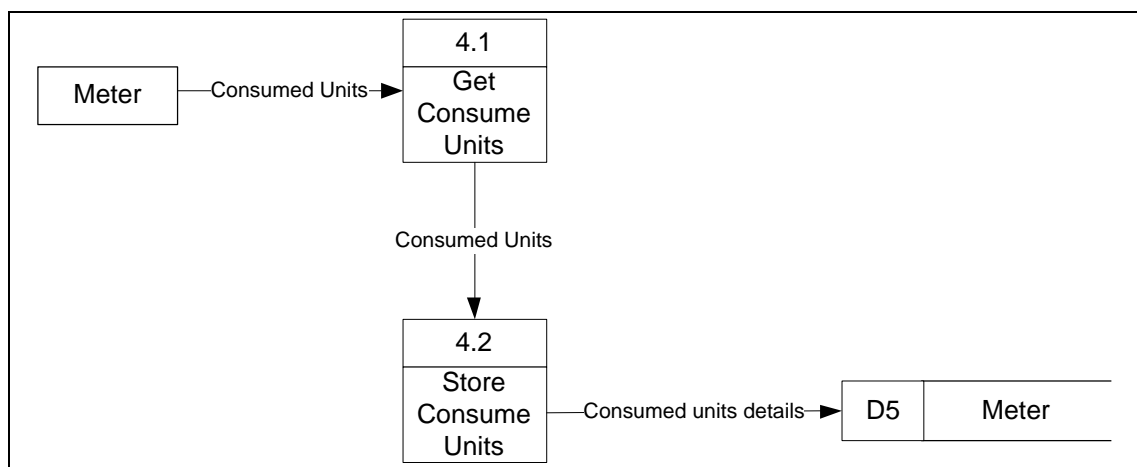 4.1
Meter
Consumed Units
Get
Consume
Units
Consumed Units
4.2
Store
Consume
Units
Consumed units details
D5
Meter